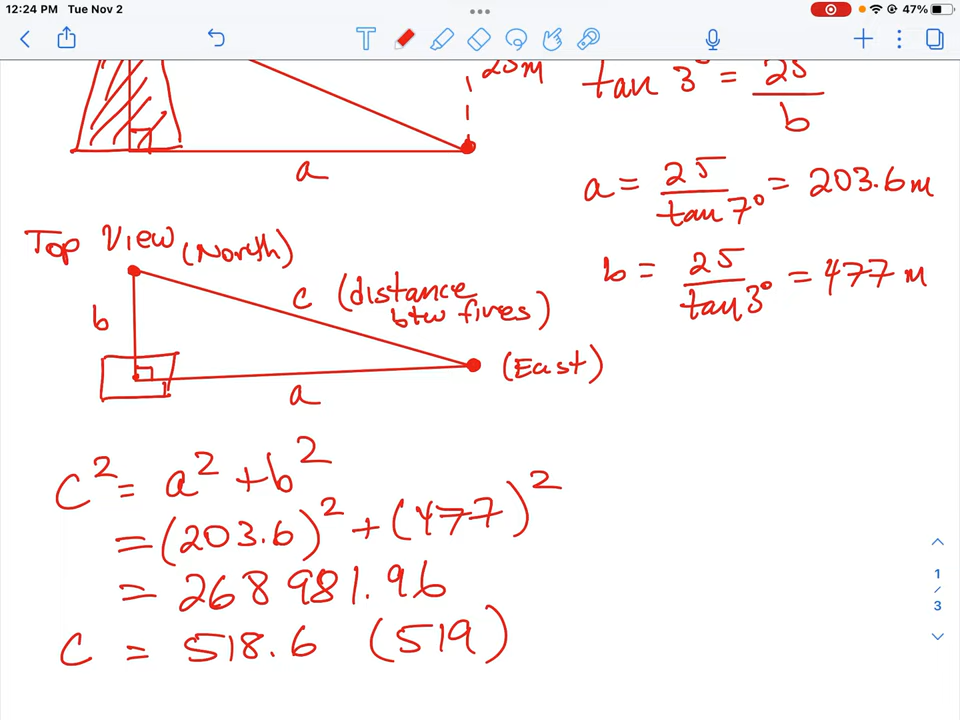 12:24 PM Tue Nov 2
47%
25M
tan 3° = 25/b
a
a = 25/tan 7° = 203.6 m
Top View (North)
b = 25/tan 3° = 477 m
c (distance
btw fires)
b
(East)
a
c² = a² + b²
= (203.6)² + (477)²
= 268 981.96
c = 518.6 (519)
1
/
3